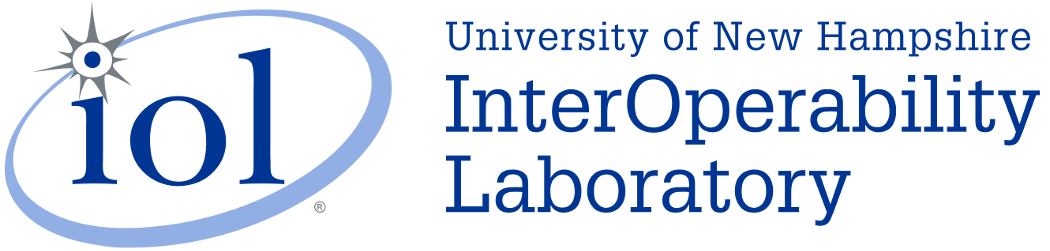 iol
®
University of New Hampshire
InterOperability
Laboratory